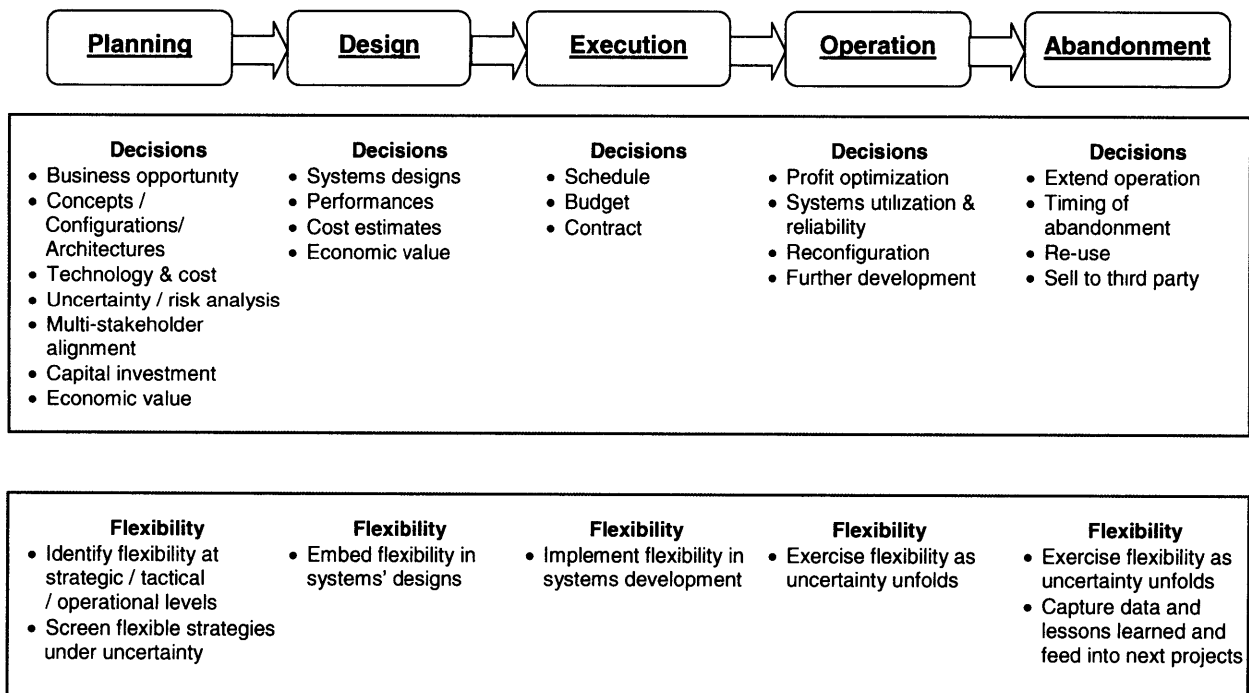 Planning
Design
Execution
Operation
Abandonment
Decisions
• Business opportunity
• Concepts /
Configurations/
Architectures
• Technology & cost
• Uncertainty / risk analysis
• Multi-stakeholder
alignment
• Capital investment
• Economic value
Decisions
• Systems designs
• Performances
• Cost estimates
• Economic value
Decisions
• Schedule
• Budget
• Contract
Decisions
• Profit optimization
• Systems utilization &
reliability
• Reconfiguration
• Further development
Decisions
• Extend operation
• Timing of
abandonment
• Re-use
• Sell to third party
Flexibility
• Identify flexibility at
strategic / tactical
/ operational levels
• Screen flexible strategies
under uncertainty
Flexibility
• Embed flexibility in
systems' designs
Flexibility
• Implement flexibility in
systems development
Flexibility
• Exercise flexibility as
uncertainty unfolds
Flexibility
• Exercise flexibility as
uncertainty unfolds
• Capture data and
lessons learned and
feed into next projects